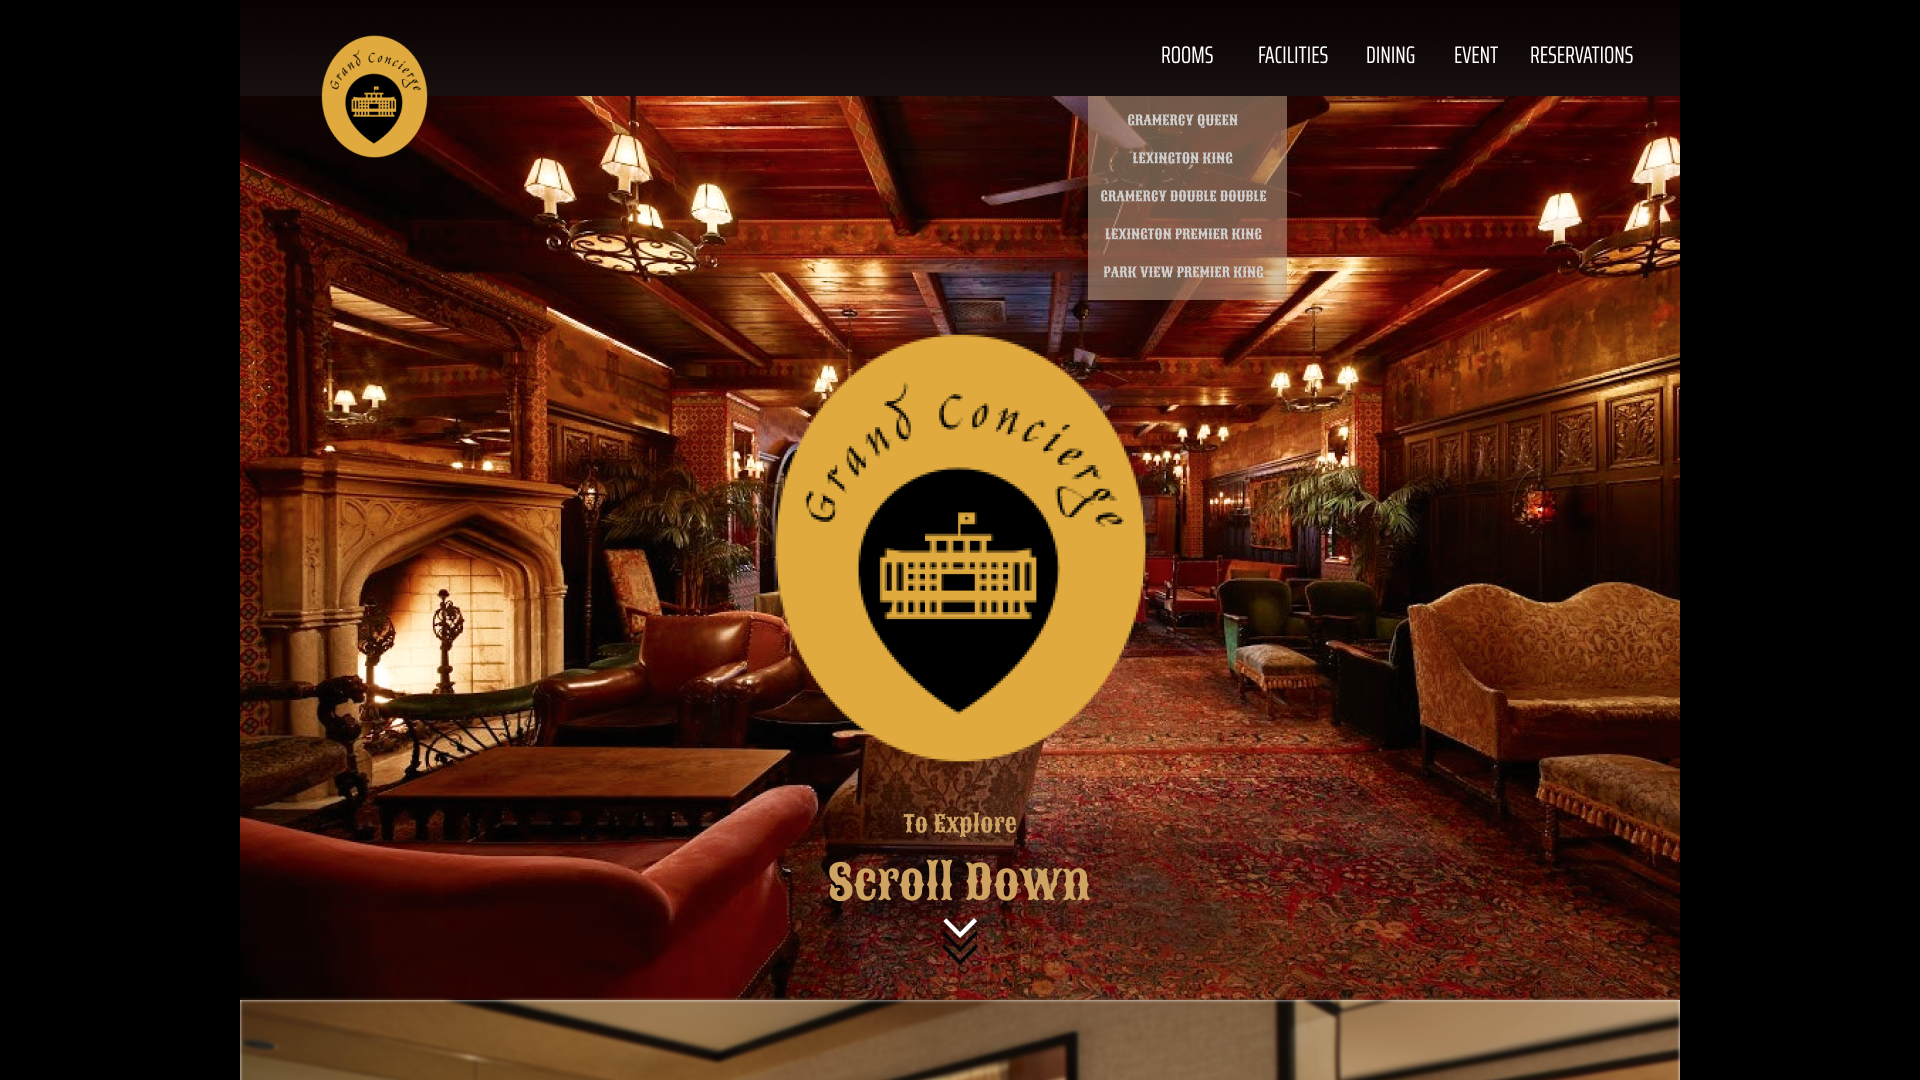 Grand Concierge
ROOMS
FACILITIES
DINING
EVENT
RESERVATIONS
GRAMERCY QUEEN
LEXINGTON KING
GRAMERCY DOUBLE DOUBLE
LEXINGTON PREMIER KING
PARK VIEW PREMIER KING
Grand Concierge
To Explore
Scroll Down